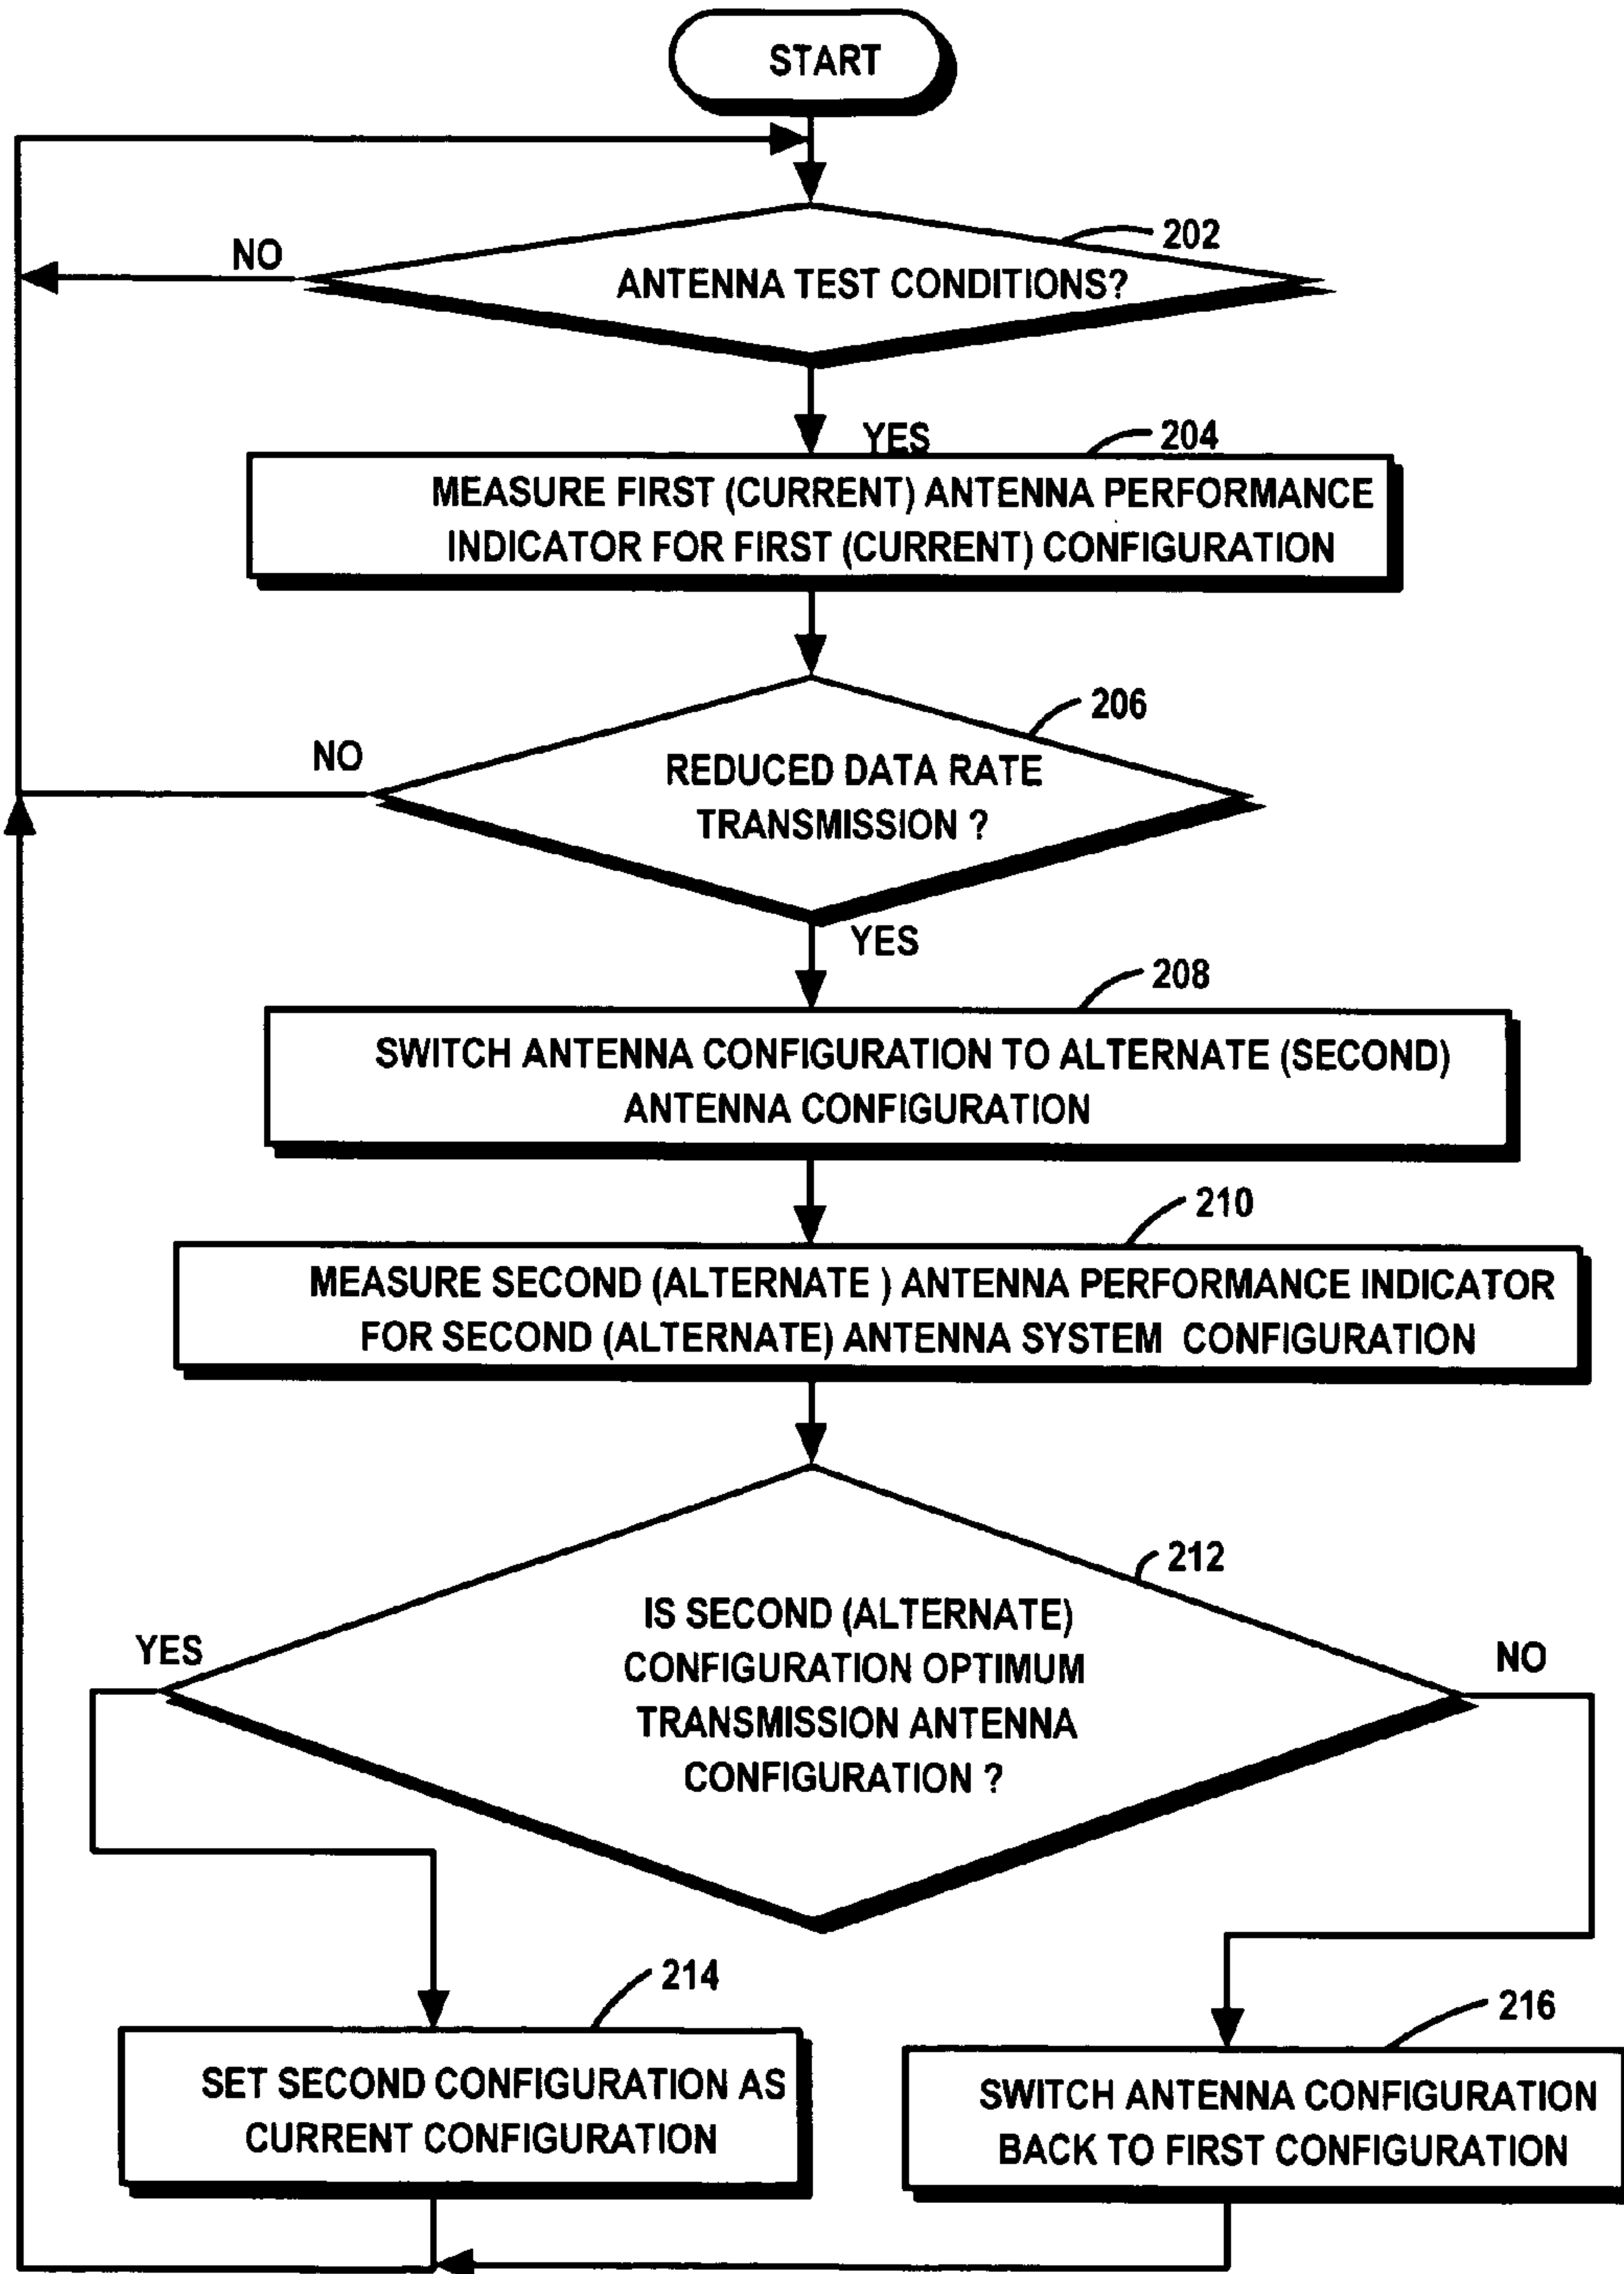 START
NO
202
ANTENNA TEST CONDITIONS?
YES
204
MEASURE FIRST (CURRENT) ANTENNA PERFORMANCE
INDICATOR FOR FIRST (CURRENT) CONFIGURATION
206
NO
REDUCED DATA RATE
TRANSMISSION ?
YES
208
SWITCH ANTENNA CONFIGURATION TO ALTERNATE (SECOND)
ANTENNA CONFIGURATION
210
MEASURE SECOND (ALTERNATE ) ANTENNA PERFORMANCE INDICATOR
FOR SECOND (ALTERNATE) ANTENNA SYSTEM CONFIGURATION
212
IS SECOND (ALTERNATE)
CONFIGURATION OPTIMUM
TRANSMISSION ANTENNA
CONFIGURATION ?
YES
NO
214
SET SECOND CONFIGURATION AS
CURRENT CONFIGURATION
216
SWITCH ANTENNA CONFIGURATION
BACK TO FIRST CONFIGURATION